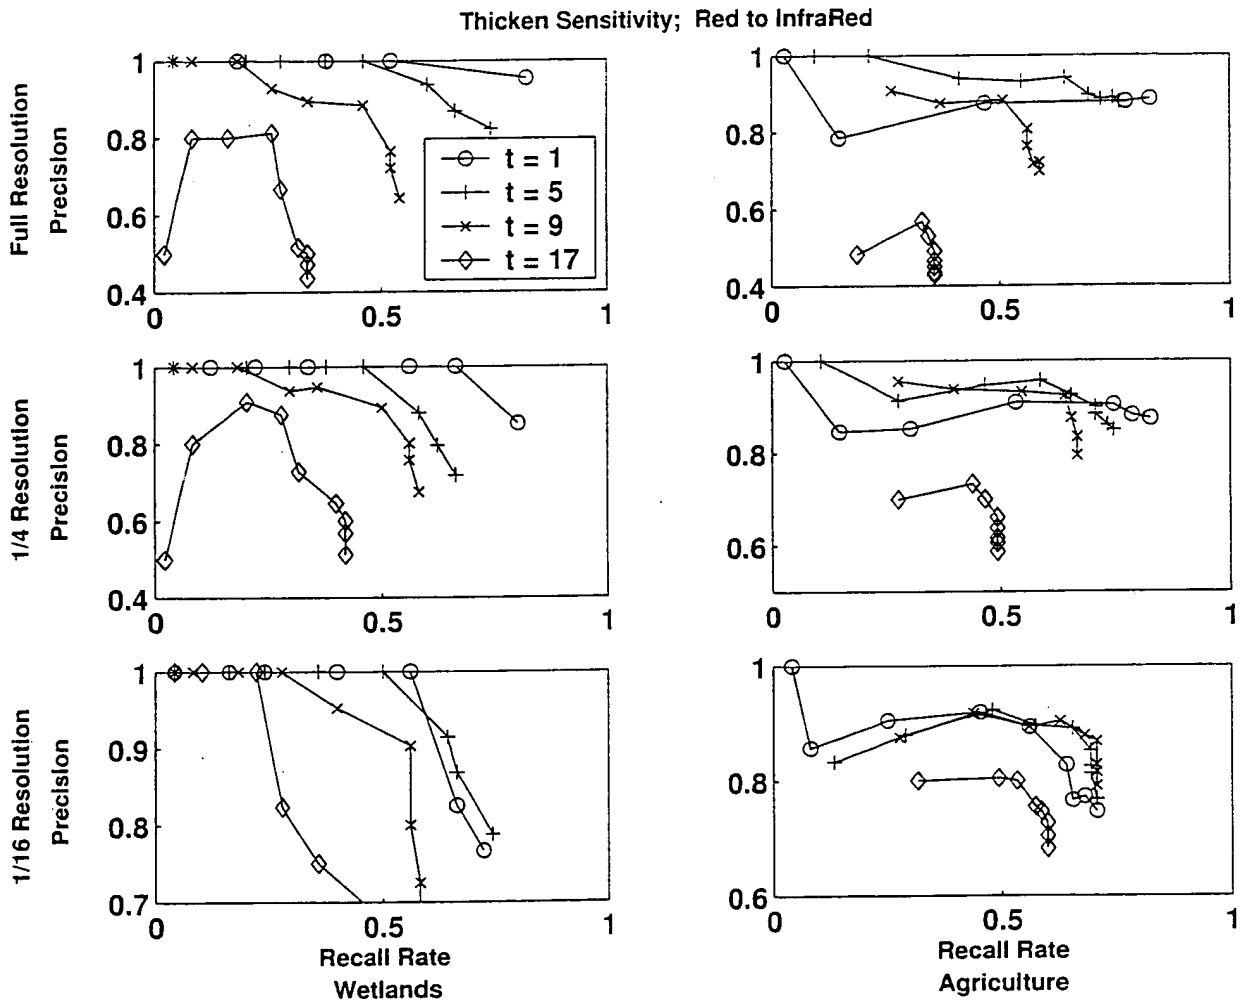 Thicken Sensitivity; Red to InfraRed
Full Resolution
Precision
1
0.8
0.6
0.4
0
0.5
1
t = 1
t = 5
t = 9
t = 17
1
0.8
0.6
0.4
0
0.5
1
1/4 Resolution
Precision
1
0.8
0.6
0.4
0
0.5
1
1
0.8
0.6
0
0.5
1
1/16 Resolution
Precision
1
0.9
0.8
0.7
0
0.5
1
Recall Rate
Wetlands
1
0.8
0.6
0
0.5
1
Recall Rate
Agriculture